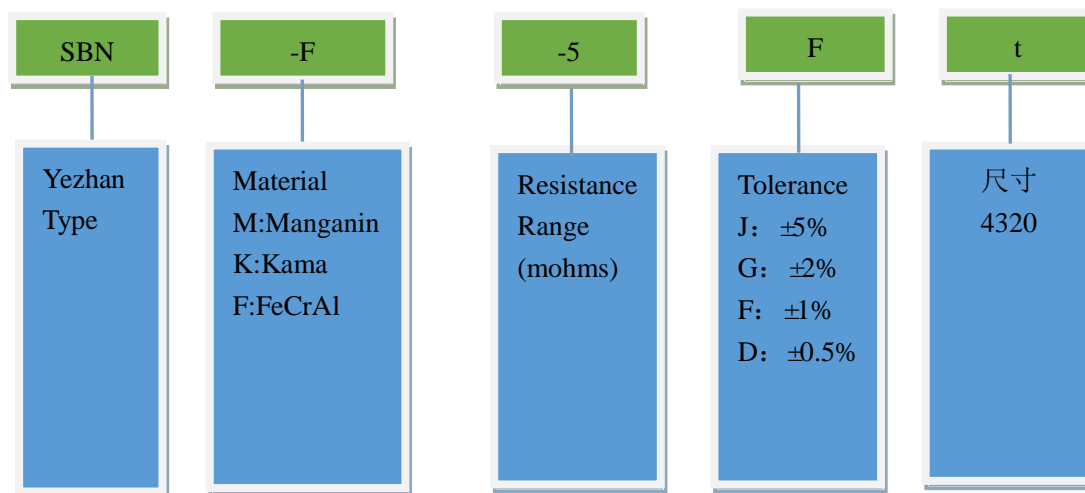 SBN
-F
-5
F
t
Yezhan
Type
Material
M:Manganin
K:Kama
F:FeCrAl
Resistance
Range
(mohms)
Tolerance
J： ±5%
G： ±2%
F： ±1%
D： ±0.5%
尺寸
4320